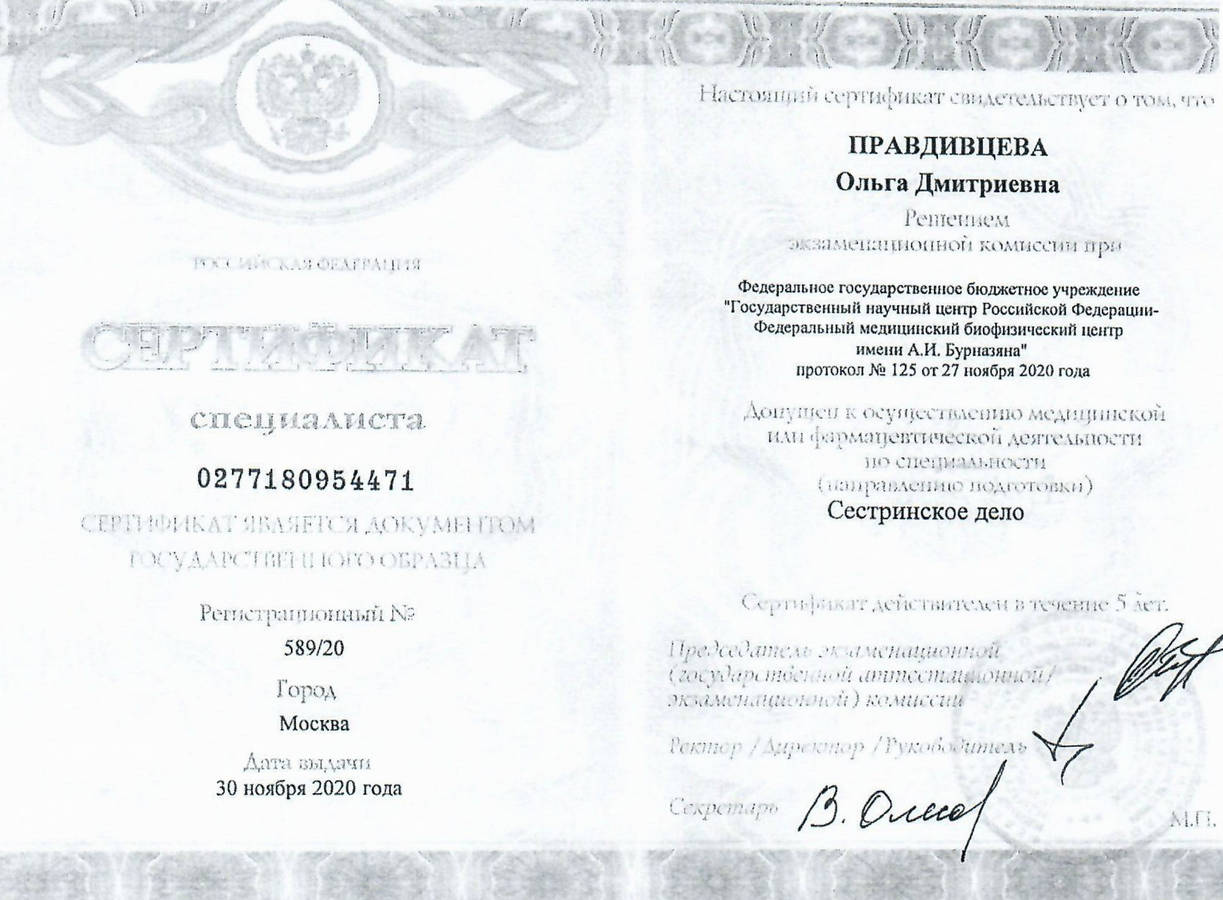 РОССИЙСКАЯ ФЕДЕРАЦИЯ
СЕРТИФИКАТ
специалиста
0277180954471
СЕРТИФИКАТ ЯВЛЯЕТСЯ ДОКУМЕНТОМ
ГОСУДАРСТВЕННОГО ОБРАЗЦА
Регистрационный №
589/20
Город
Москва
Дата выдачи
30 ноября 2020 года
Настоящий сертификат свидетельствует о том, что
ПРАВДИВЦЕВА
Ольга Дмитриевна
Решением
экзаменационной комиссии при
Федеральное государственное бюджетное учреждение
"Государственный научный центр Российской Федерации-
Федеральный медицинский биофизический центр
имени А.И. Бурназяна"
протокол № 125 от 27 ноября 2020 года
Допущен к осуществлению медицинской
или фармацевтической деятельности
по специальности
(направлению подготовки)
Сестринское дело
Сертификат действителен в течение 5 лет.
Председатель экзаменационной
(государственной аттестационной/
экзаменационной) комиссии
Ректор /Директор /Руководитель
Секретарь
М.П.